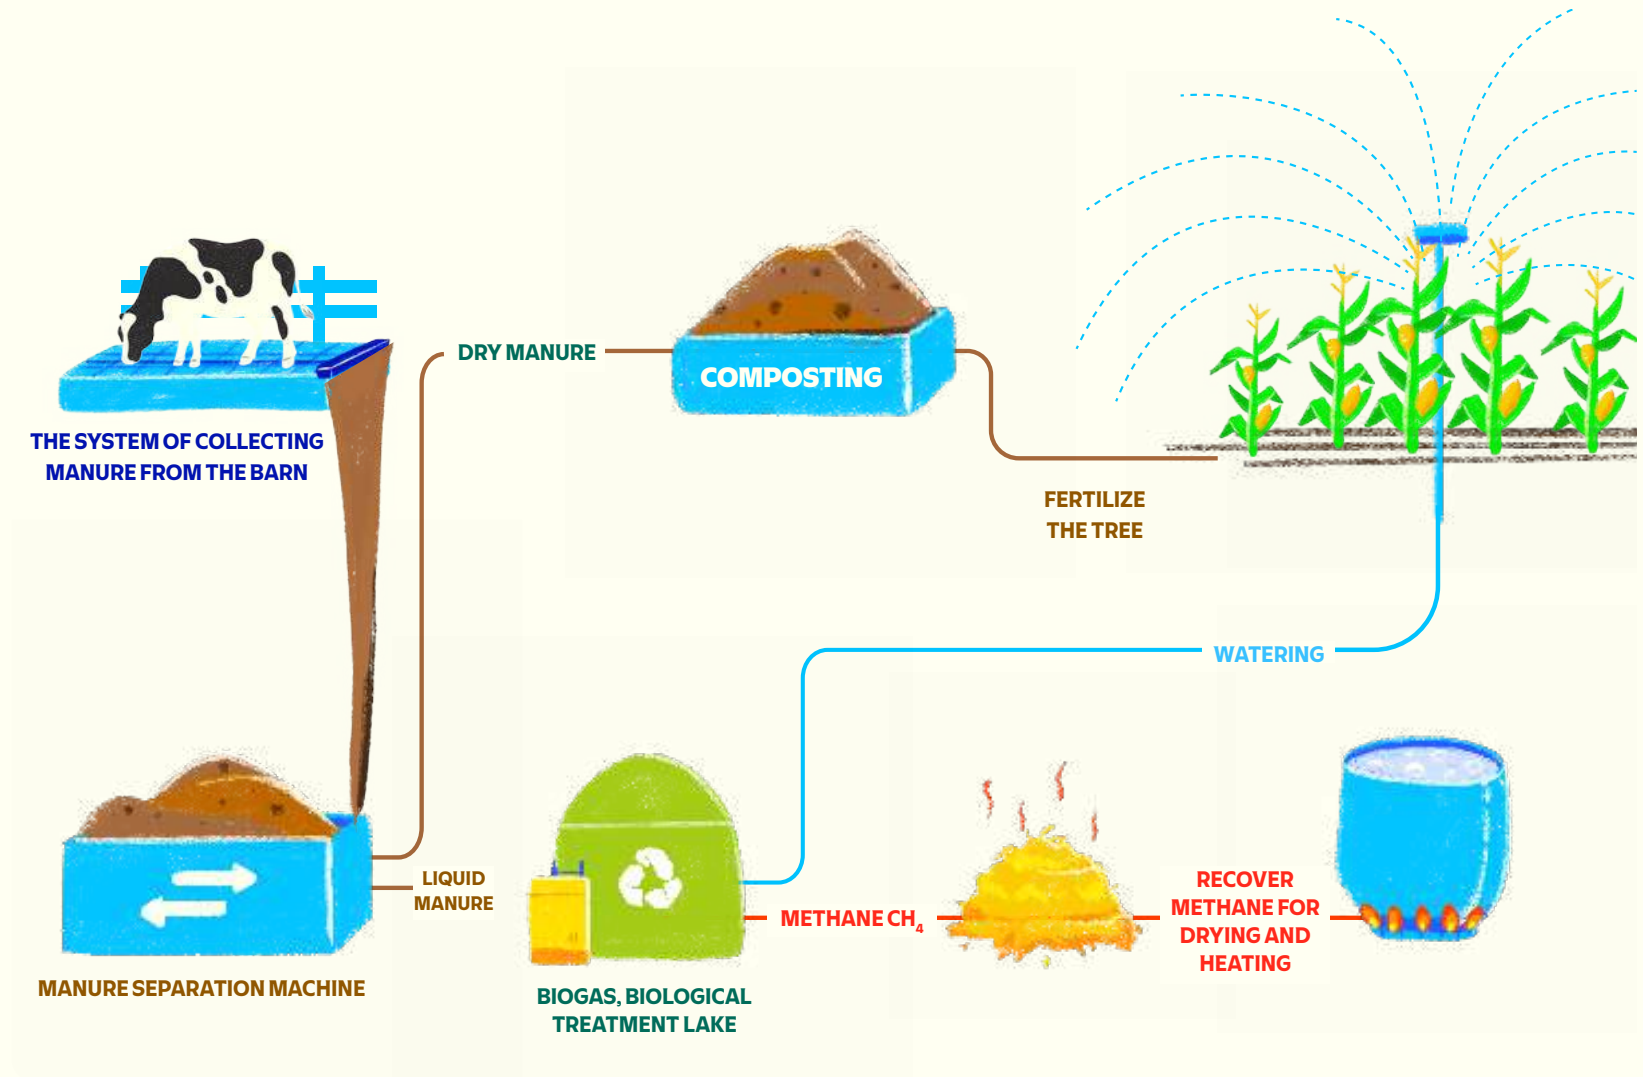 DRY MANURE
COMPOSTING
THE SYSTEM OF COLLECTING
MANURE FROM THE BARN
FERTILIZE
THE TREE
WATERING
LIQUID
MANURE
MANURE SEPARATION MACHINE
BIOGAS, BIOLOGICAL
TREATMENT LAKE
METHANE CH₄
RECOVER
METHANE FOR
DRYING AND
HEATING